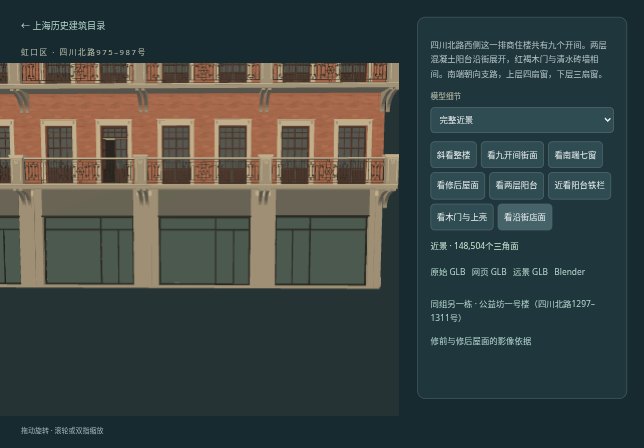 ← 上海历史建筑目录
虹口区 · 四川北路975–987号
四川北路西侧这一排商住楼共有九个开间。两层
混凝土阳台沿街展开，红褐木门与清水砖墙相
间。南端朝向支路，上层四扇窗，下层三扇窗。
模型细节
完整近景
斜看整楼 看九开间街面 看南端七窗
看修后屋面 看两层阳台 近看阳台铁栏
看木门与上亮 看沿街店面
近景 · 148,504个三角面
原始 GLB 网页 GLB 远景 GLB Blender
同组另一栋 · 公益坊一号楼（四川北路1297–
1311号）
修前与修后屋面的影像依据
拖动旋转 · 滚轮或双指缩放